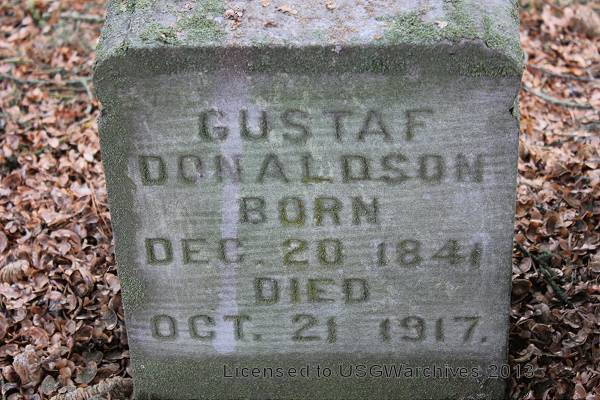 GUSTAF
DONALDSON
BORN
DEC. 20 1841
DIED
OCT. 21 1917.
Licensed to USGWarchives 2013